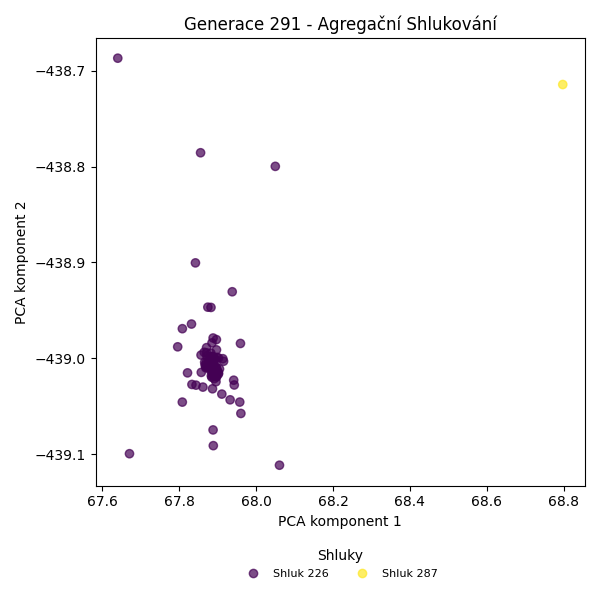 Generace 291 - Agregační Shlukování
−438.7
−438.8
−438.9
−439.0
−439.1
PCA komponent 2
67.6 67.8 68.0 68.2 68.4 68.6 68.8
PCA komponent 1
Shluky
Shluk 226 Shluk 287